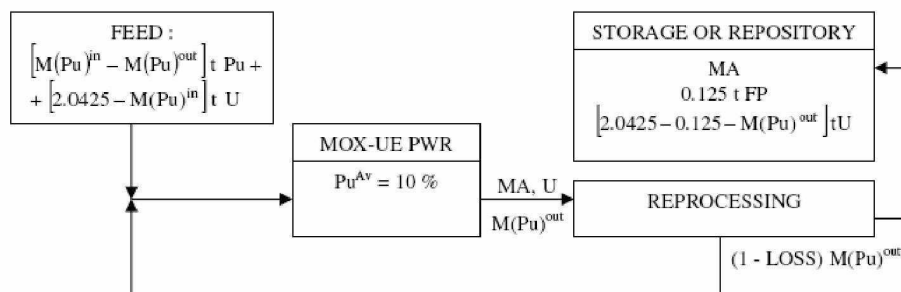 FEED :
[M(Pu)^in − M(Pu)^out] t Pu +
+ [2.0425 − M(Pu)^in] t U
STORAGE OR REPOSITORY
MA
0.125 t FP
[2.0425 − 0.125 − M(Pu)^out] tU
MOX-UE PWR
Pu^Av = 10 %
MA, U
M(Pu)^out
REPROCESSING
(1 - LOSS) M(Pu)^out